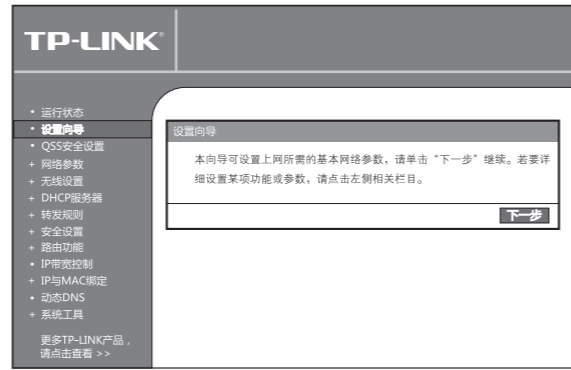 TP-LINK®
• 运行状态
• 设置向导
• QSS安全设置
+ 网络参数
+ 无线设置
+ DHCP服务器
+ 转发规则
+ 安全设置
+ 路由功能
• IP带宽控制
+ IP与MAC绑定
• 动态DNS
+ 系统工具
更多TP-LINK产品，
请点击查看 >>
设置向导
本向导可设置上网所需的基本网络参数，请单击“下一步”继续。若要详
细设置某项功能或参数，请点击左侧相关栏目。
下一步